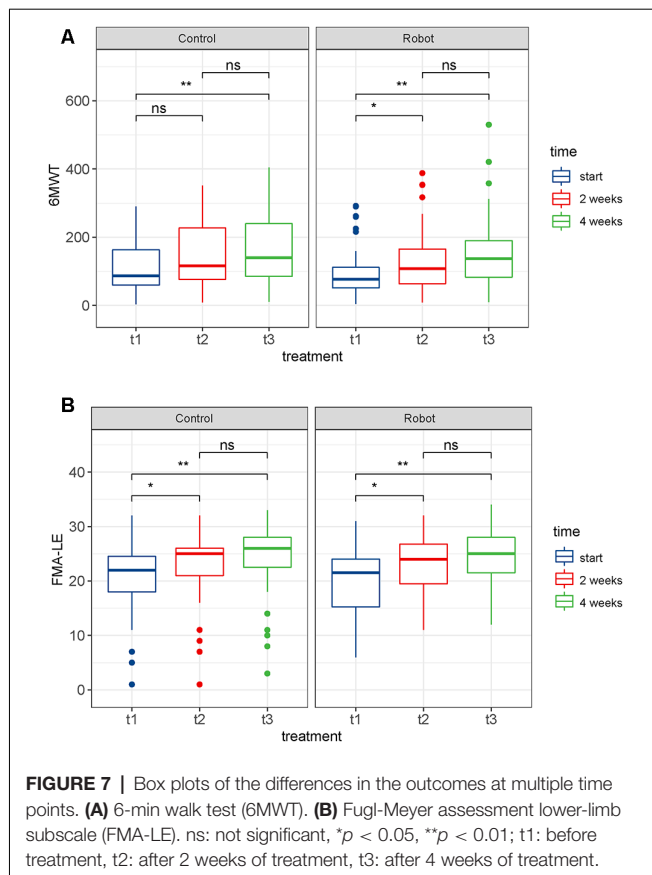 A
Control
Robot
ns
**
ns
ns
**
*
600
400
200
0
6MWT
t1
t2
t3
t1
t2
t3
treatment
time
start
2 weeks
4 weeks
B
Control
Robot
ns
**
*
ns
**
*
40
30
20
10
0
FMA-LE
t1
t2
t3
t1
t2
t3
treatment
time
start
2 weeks
4 weeks
FIGURE 7 | Box plots of the differences in the outcomes at multiple time
points. (A) 6-min walk test (6MWT). (B) Fugl-Meyer assessment lower-limb
subscale (FMA-LE). ns: not significant, *p < 0.05, **p < 0.01; t1: before
treatment, t2: after 2 weeks of treatment, t3: after 4 weeks of treatment.